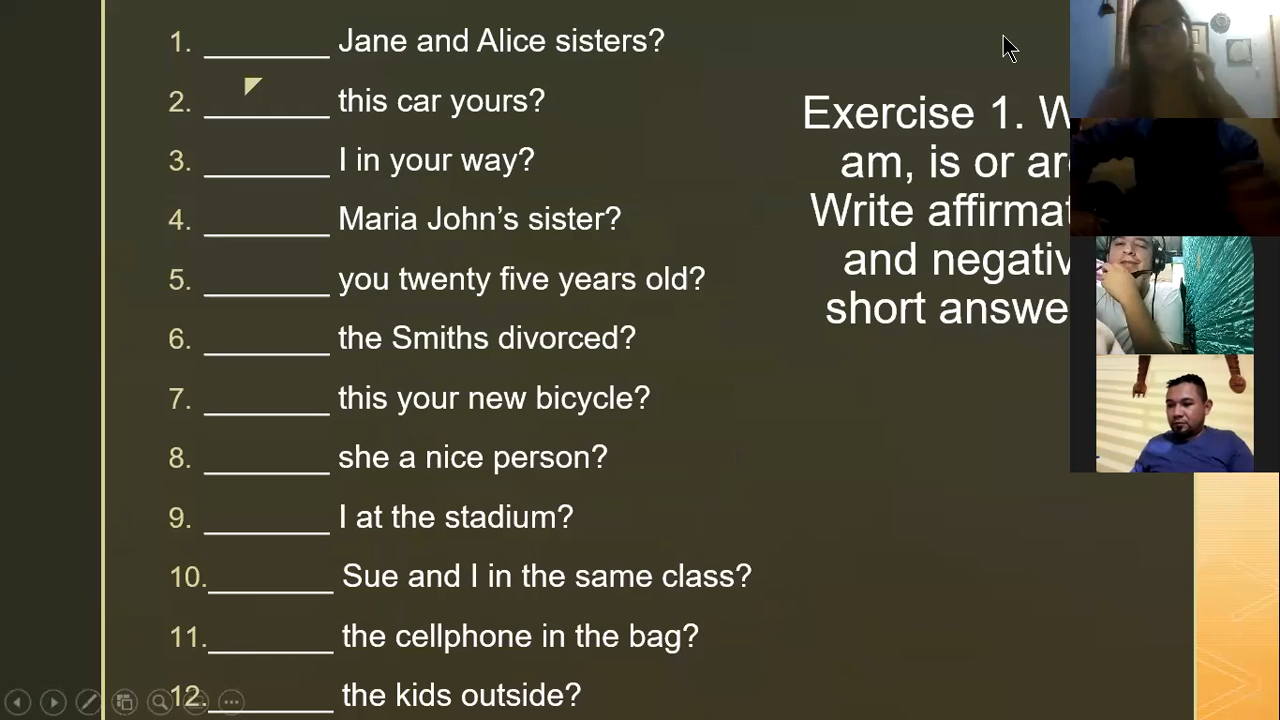 1. ________ Jane and Alice sisters?
2. ________ this car yours?
3. ________ I in your way?
4. ________ Maria John’s sister?
5. ________ you twenty five years old?
6. ________ the Smiths divorced?
7. ________ this your new bicycle?
8. ________ she a nice person?
9. ________ I at the stadium?
10.________ Sue and I in the same class?
11.________ the cellphone in the bag?
12.________ the kids outside?
Exercise 1.
am, is or
Write
and
short